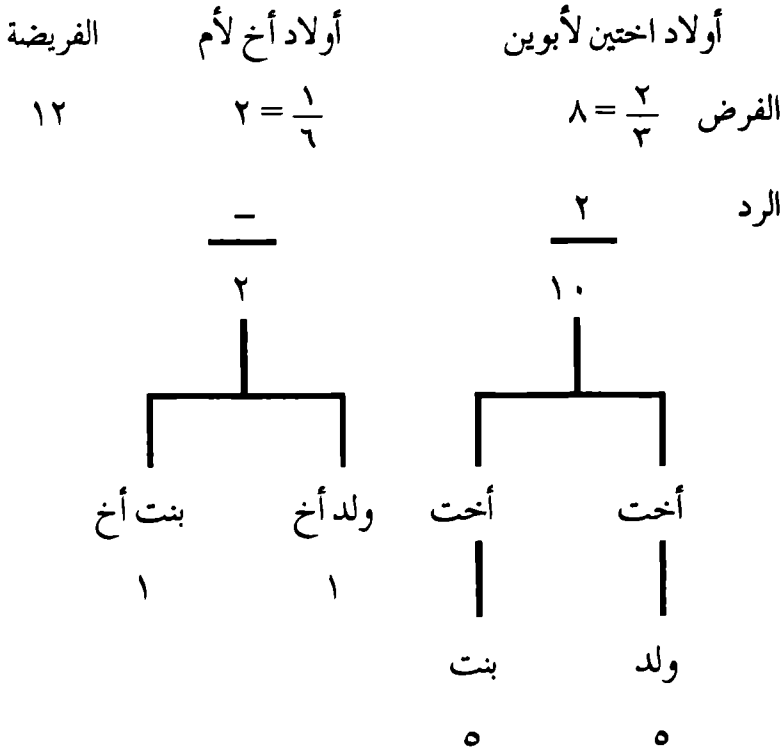 أولاد اختين لأبوين أولاد أخ لأم الفريضة
الفرض ٢/٣ = ٨ ١/٦ = ٢ ١٢
الرد ٢ –
١٠ ٢
أخت أخت ولد أخ بنت أخ
١ ١
ولد بنت
٥ ٥